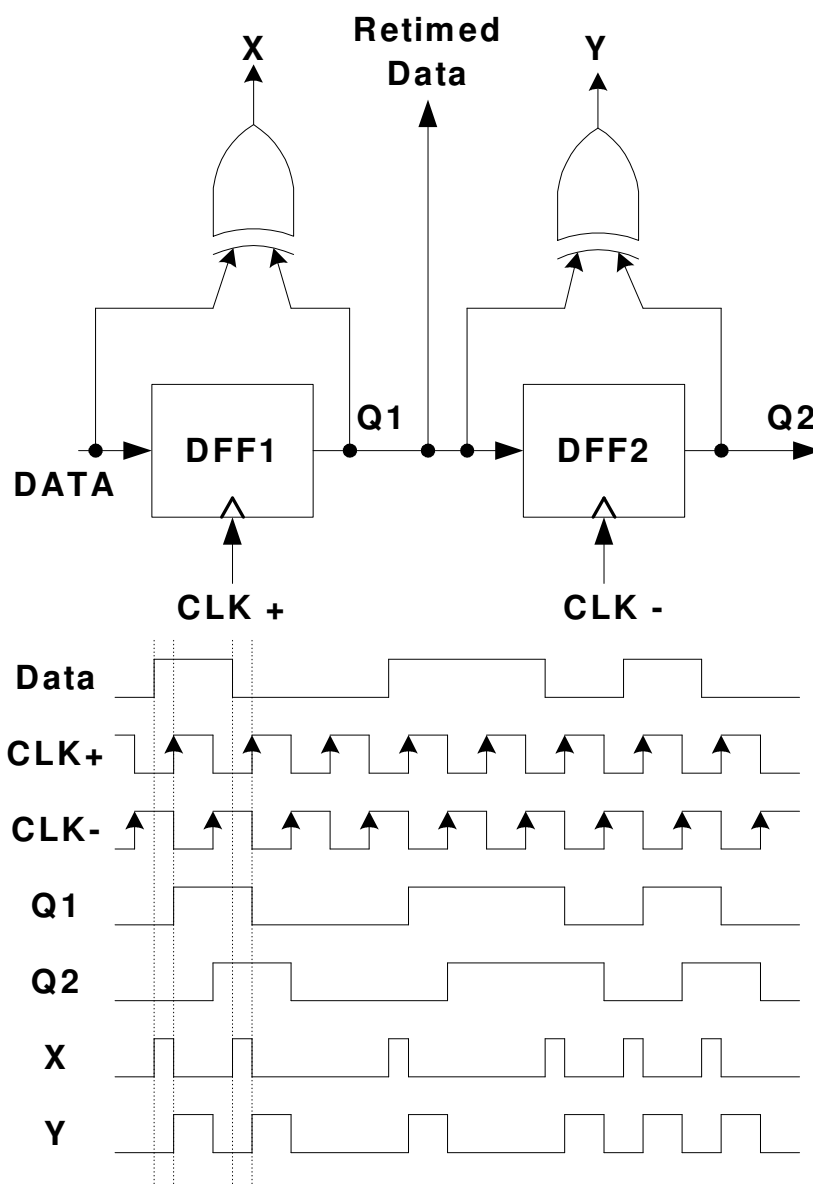 X
Retimed
Data
Y
Q1
Q2
DFF1
DFF2
DATA
CLK +
CLK -
Data
CLK+
CLK-
Q1
Q2
X
Y